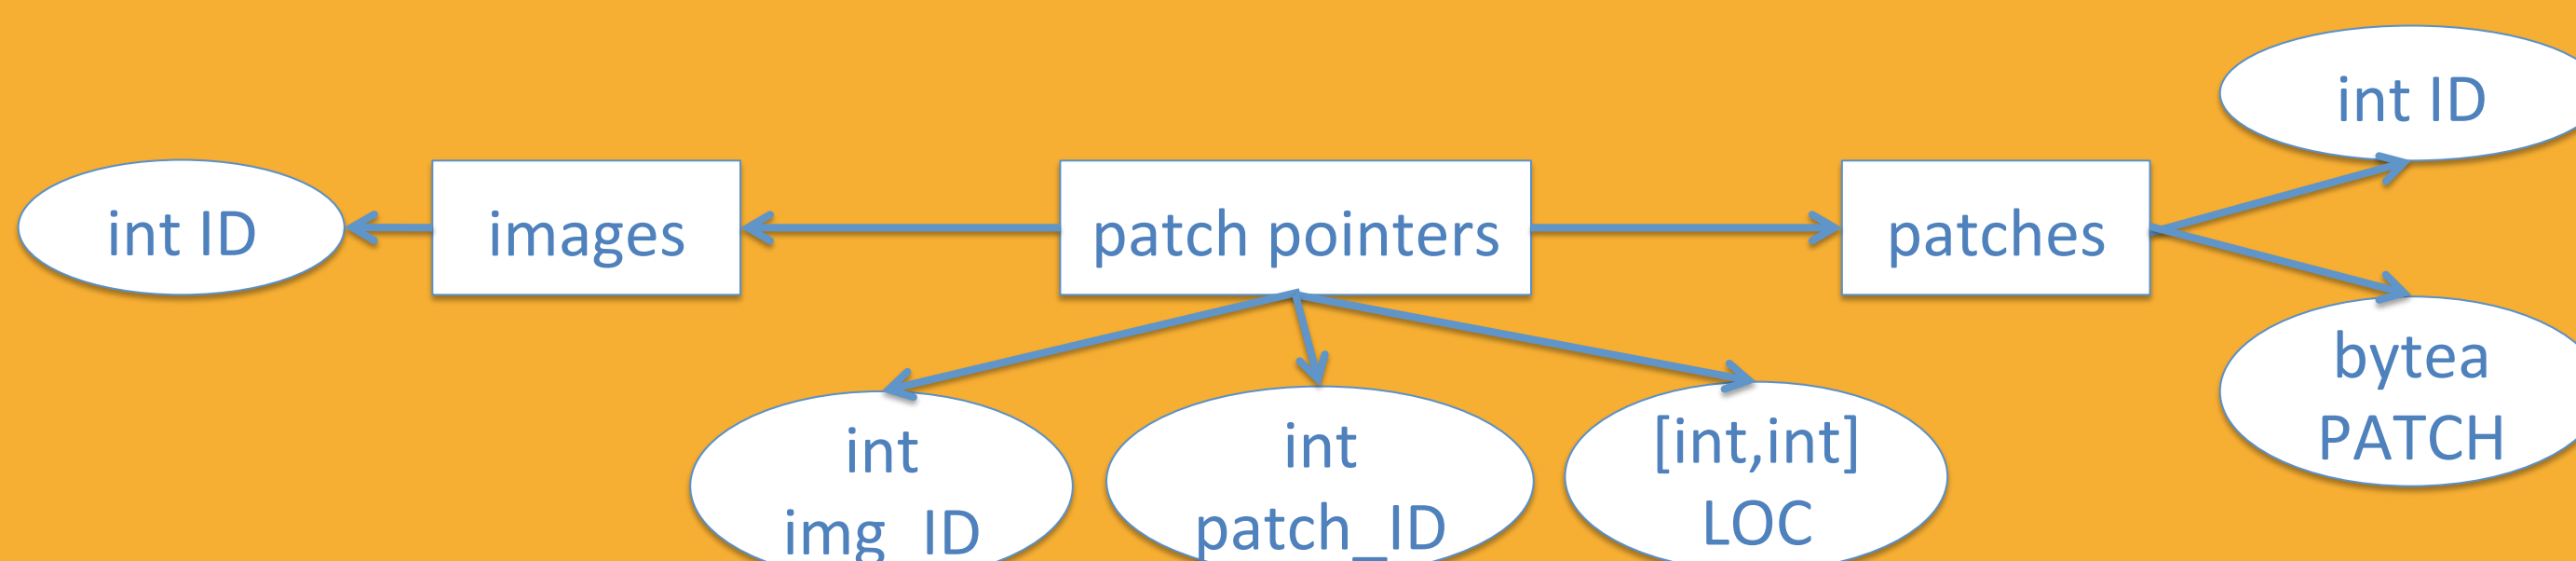 int ID
int ID
images
patch pointers
patches
bytea
PATCH
int
img_ID
int
patch_ID
[int,int]
LOC